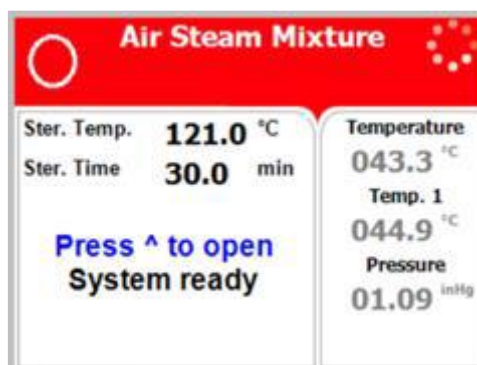 Air Steam Mixture
Ster. Temp. 121.0 °C
Ster. Time 30.0 min
Press ^ to open
System ready
Temperature
043.3 °C
Temp. 1
044.9 °C
Pressure
01.09 inHg